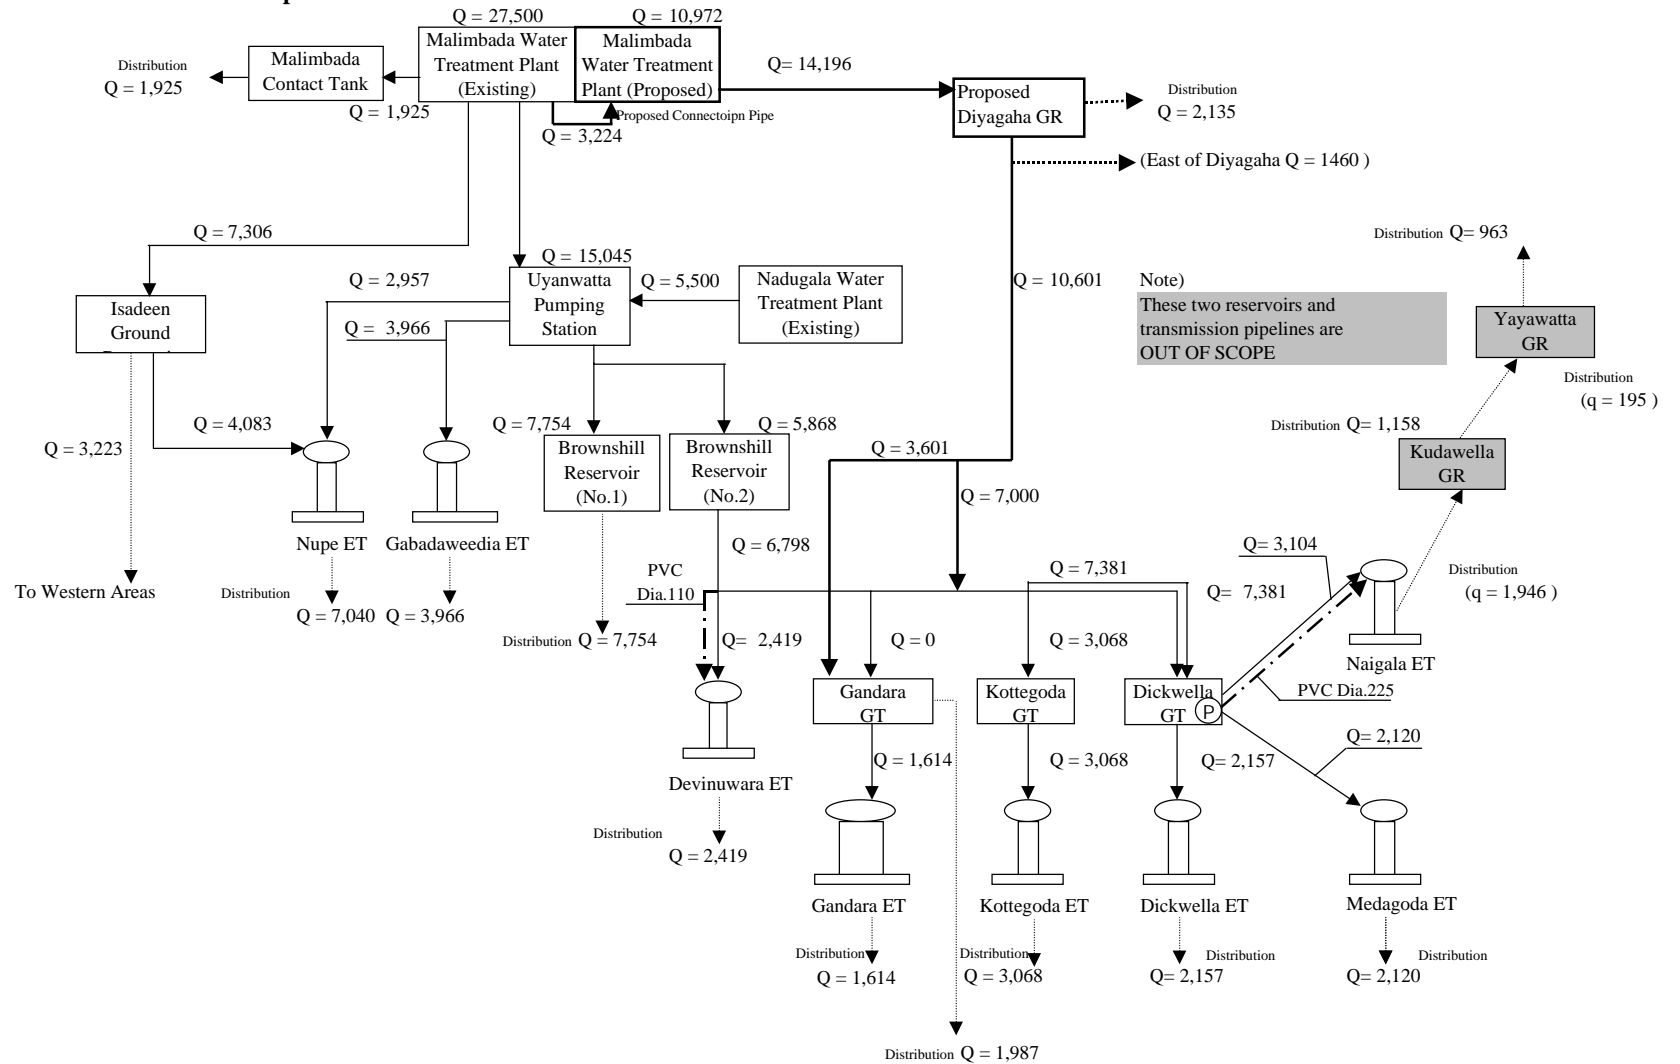 Q = 27,500
Q = 10,972
Distribution
Q = 1,925
Malimbada
Contact Tank
Q = 1,925
Malimbada Water
Treatment Plant
(Existing)
Malimbada
Water Treatment
Plant (Proposed)
Proposed Connectoipn Pipe
Q = 3,224
Q= 14,196
Proposed
Diyagaha GR
Distribution
Q = 2,135
(East of Diyagaha Q = 1460 )
Q = 7,306
Q = 15,045
Q = 2,957
Q = 3,966
Uyanwatta
Pumping
Station
Q = 5,500
Nadugala Water
Treatment Plant
(Existing)
Q = 10,601
Note)
These two reservoirs and
transmission pipelines are
OUT OF SCOPE
Distribution Q= 963
Yayawatta
GR
Distribution
(q = 195 )
Isadeen
Ground
Q = 4,083
Q = 3,223
To Western Areas
Q = 7,754
Q = 5,868
Brownshill
Reservoir
(No.1)
Brownshill
Reservoir
(No.2)
Q = 3,601
Q = 7,000
Distribution Q= 1,158
Kudawella
GR
Nupe ET
Gabadaweedia ET
Distribution
Q = 7,040
Q = 3,966
Q = 6,798
PVC
Dia.110
Distribution Q = 7,754
Q= 2,419
Q = 0
Q = 7,381
Q = 3,068
Q= 3,104
Q= 7,381
Distribution
(q = 1,946 )
Naigala ET
PVC Dia.225
Gandara
GT
Kottegoda
GT
Dickwella
GT
P
Devinuwara ET
Distribution
Q = 2,419
Q = 1,614
Q = 3,068
Q= 2,157
Q= 2,120
Gandara ET
Kottegoda ET
Dickwella ET
Medagoda ET
Distribution
Q = 1,614
Distribution
Q = 3,068
Distribution
Q= 2,157
Distribution
Q= 2,120
Distribution Q = 1,987